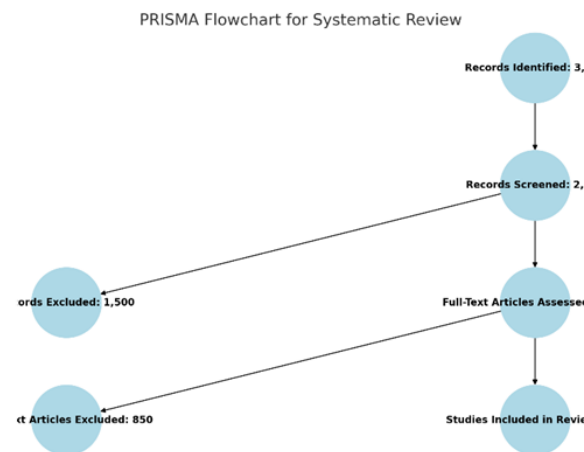 PRISMA Flowchart for Systematic Review
Records Identified: 3,
Records Screened: 2,
ords Excluded: 1,500
Full-Text Articles Assessed
xt Articles Excluded: 850
Studies Included in Revie